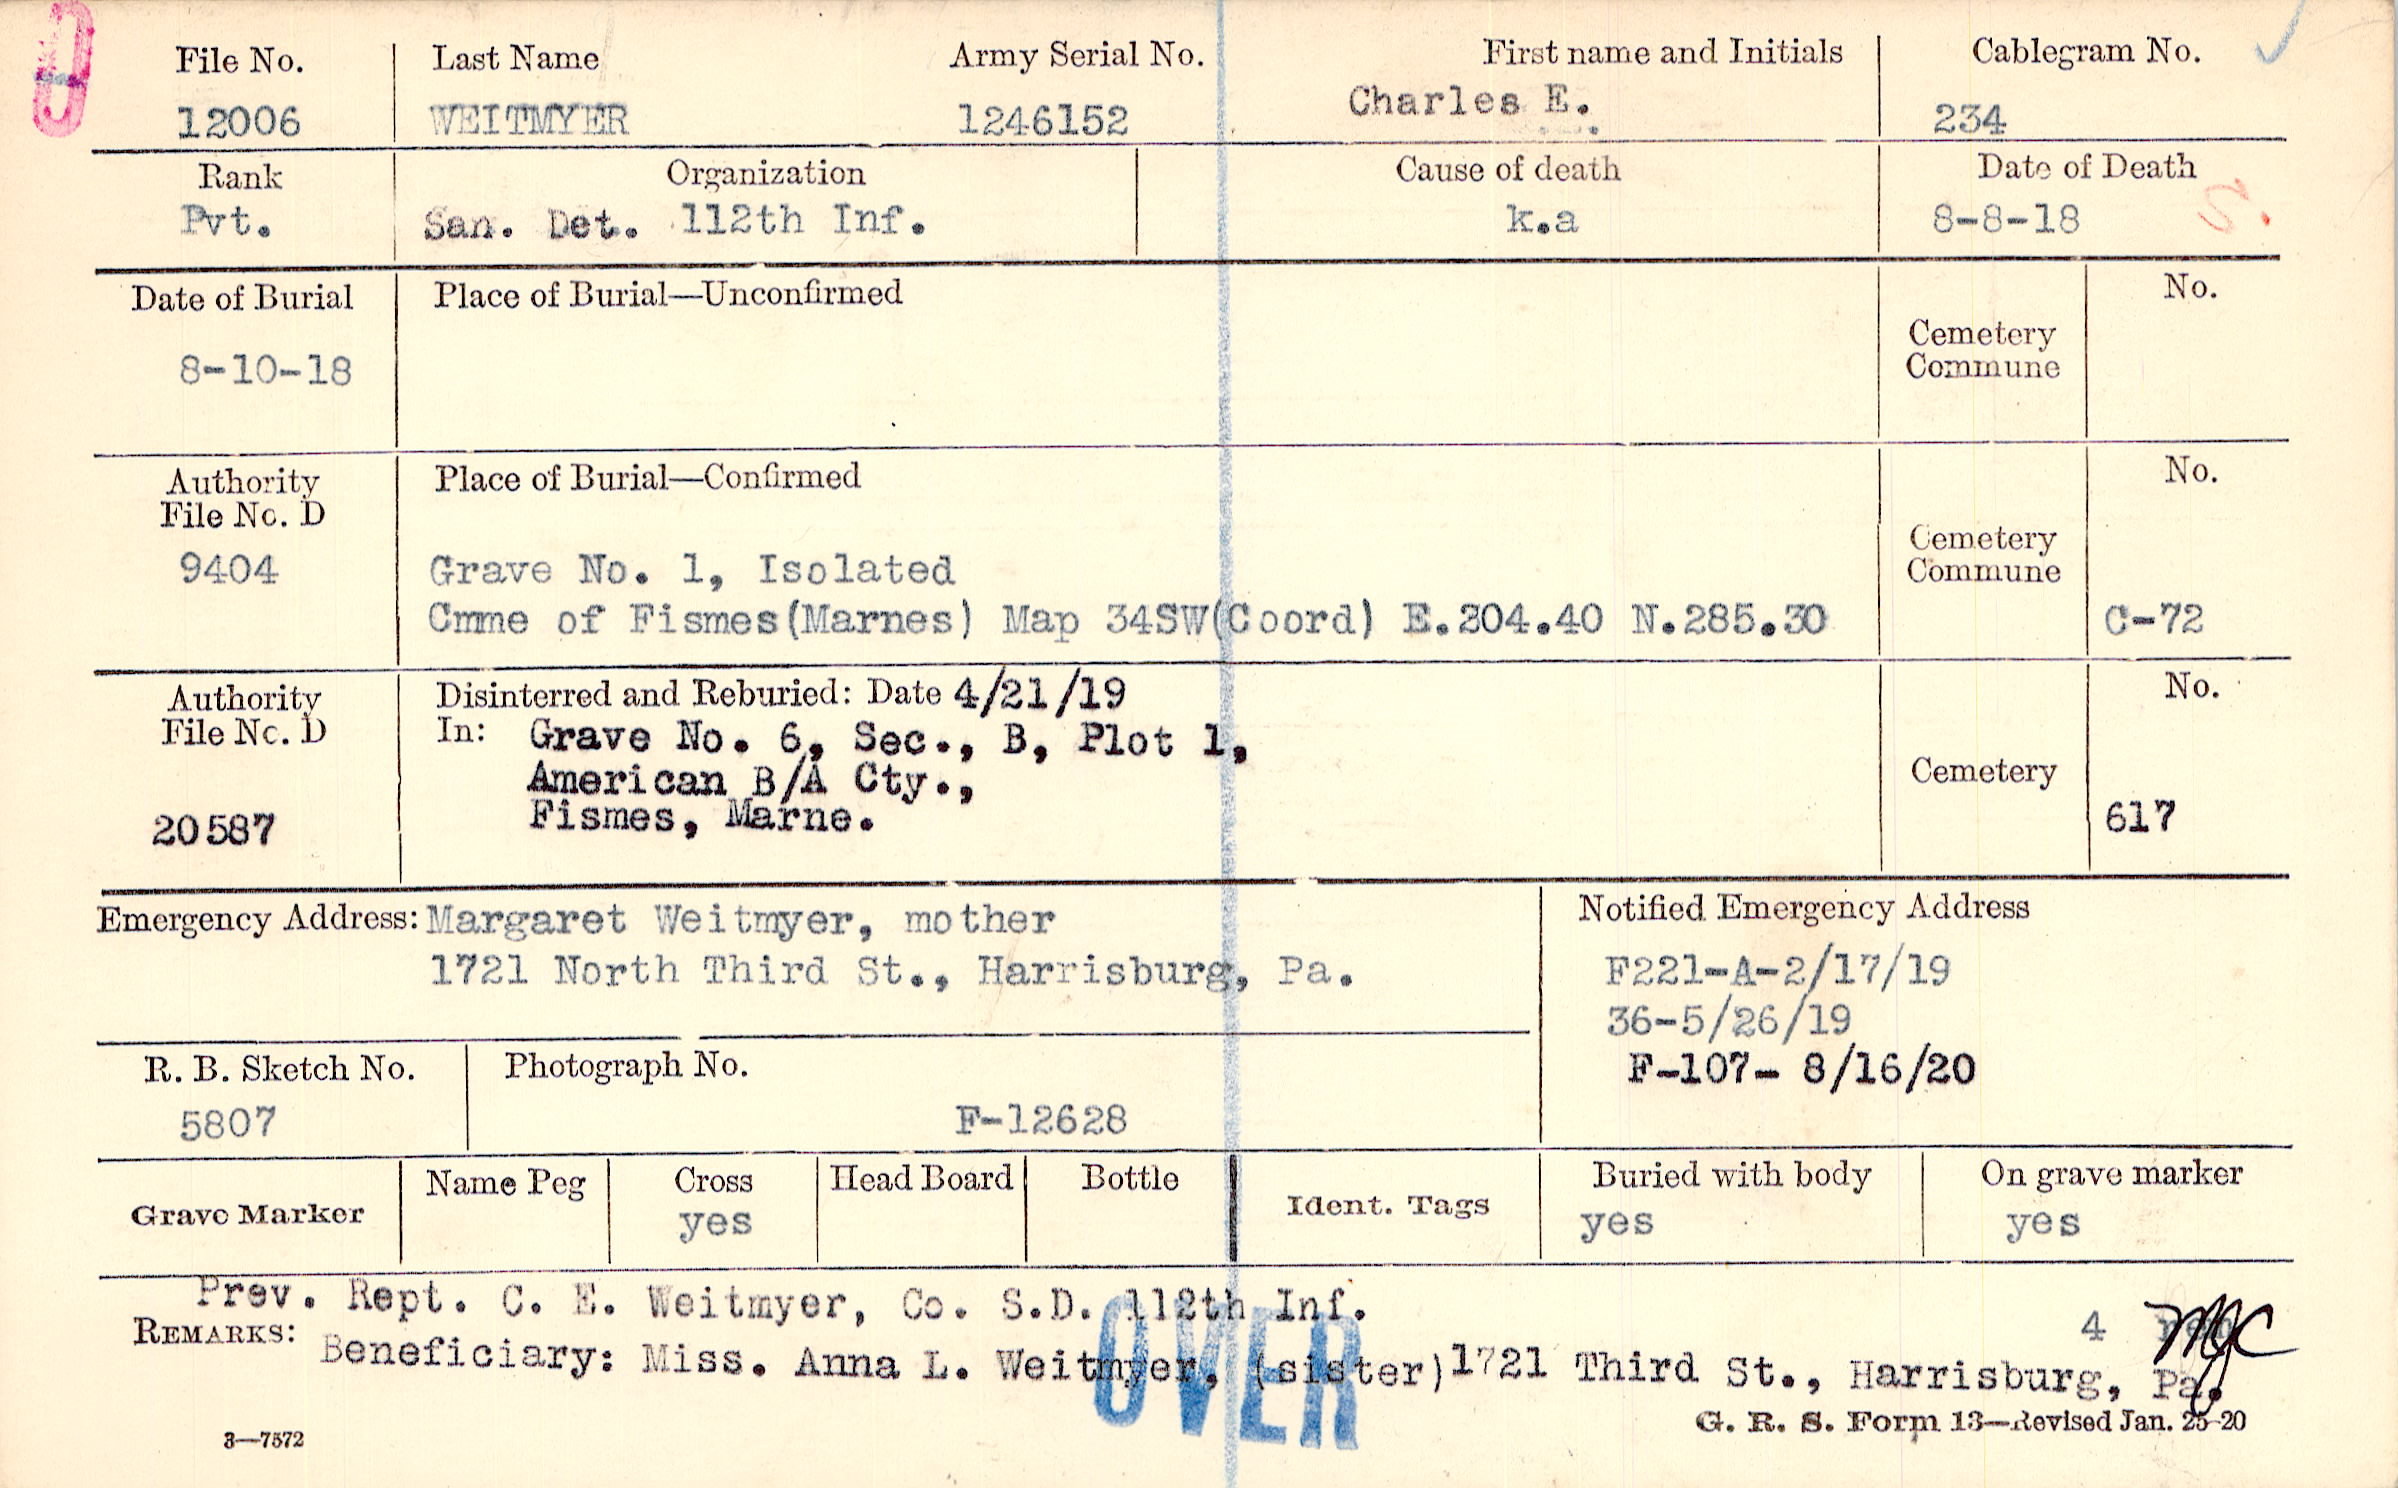 File No. Last Name Army Serial No. First name and Initials Cablegram No.
12006 WEITMYER 1246152 Charles E. 234
Rank Organization Cause of death Date of Death
Pvt. San. Det. 112th Inf. k.a 8-8-18
Date of Burial Place of Burial—Unconfirmed No.
8-10-18 Cemetery
Commune
Authority Place of Burial—Confirmed No.
File No. D
Cemetery
9404 Grave No. 1, Isolated Commune
Cmme of Fismes(Marnes) Map 34SW(Coord) E.204.40 N.285.30 C-72
Authority Disinterred and Reburied: Date 4/21/19 No.
File No. D In: Grave No. 6, Sec., B, Plot 1,
American B/A Cty., Cemetery
20587 Fismes, Marne. 617
Emergency Address: Margaret Weitmyer, mother Notified Emergency Address
1721 North Third St., Harrisburg, Pa. F221-A-2/17/19
36-5/26/19
R. B. Sketch No. Photograph No. F-107- 8/16/20
5807 F-12628
Grave Marker Name Peg Cross Head Board Bottle Ident. Tags Buried with body On grave marker
yes yes yes
Prev. Rept. C. E. Weitmyer, Co. S.D. 112th Inf. 4
REMARKS: Beneficiary: Miss. Anna L. Weitmyer, (sister)1721 Third St., Harrisburg, Pa.
OVER
3—7572 G. R. S. Form 13—Revised Jan. 25-20